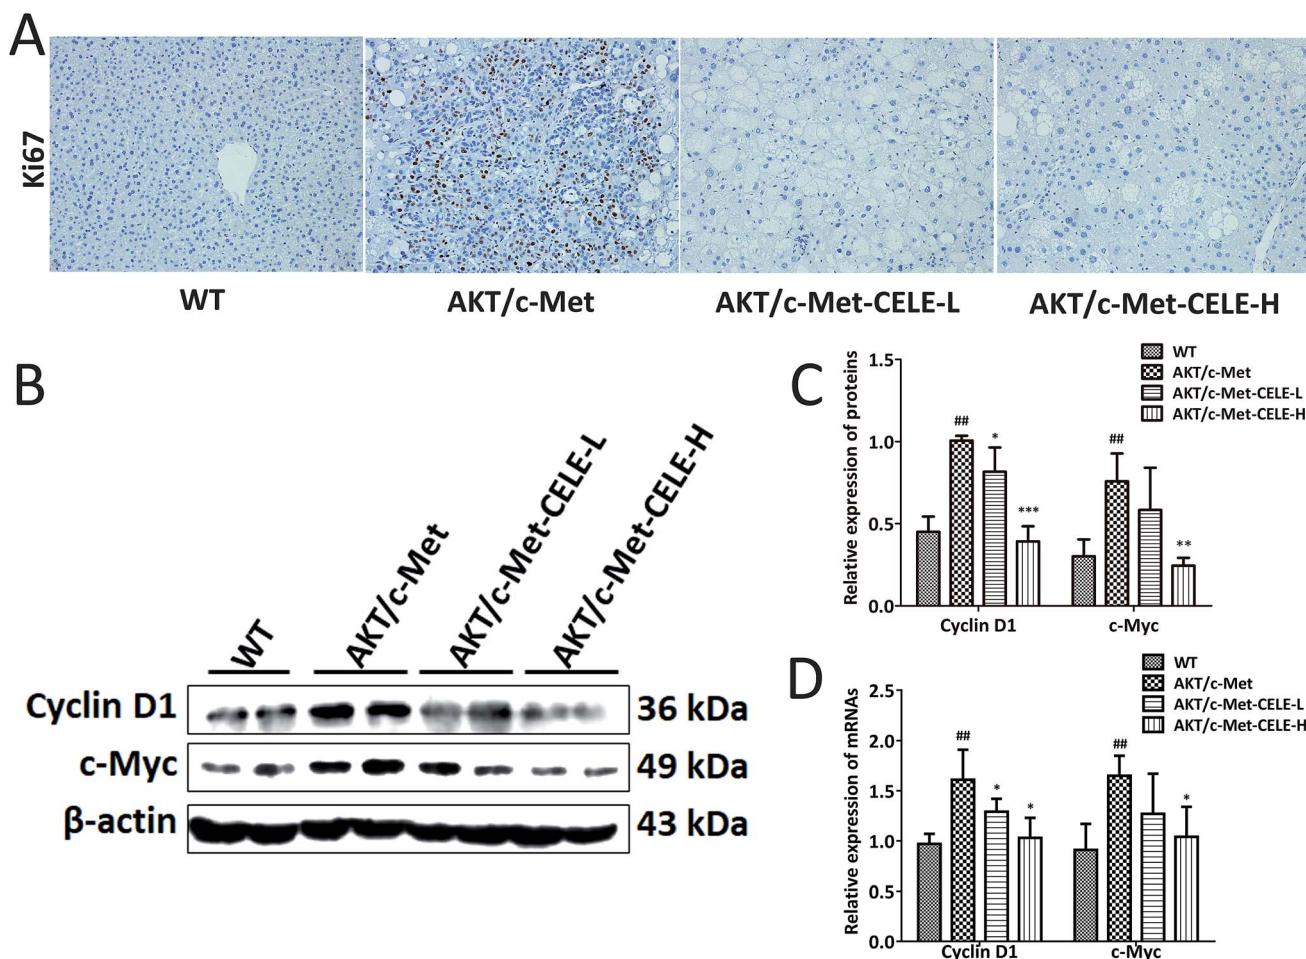 A
Ki67
WT
AKT/c-Met
AKT/c-Met-CELE-L
AKT/c-Met-CELE-H
B
WT
AKT/c-Met
AKT/c-Met-CELE-L
AKT/c-Met-CELE-H
Cyclin D1
36 kDa
c-Myc
49 kDa
β-actin
43 kDa
C
Relative expression of proteins
1.5
1.0
0.5
0.0
WT
AKT/c-Met
AKT/c-Met-CELE-L
AKT/c-Met-CELE-H
##
*
***
##
**
Cyclin D1
c-Myc
D
Relative expression of mRNAs
2.5
2.0
1.5
1.0
0.5
0.0
WT
AKT/c-Met
AKT/c-Met-CELE-L
AKT/c-Met-CELE-H
##
*
*
##
*
Cyclin D1
c-Myc